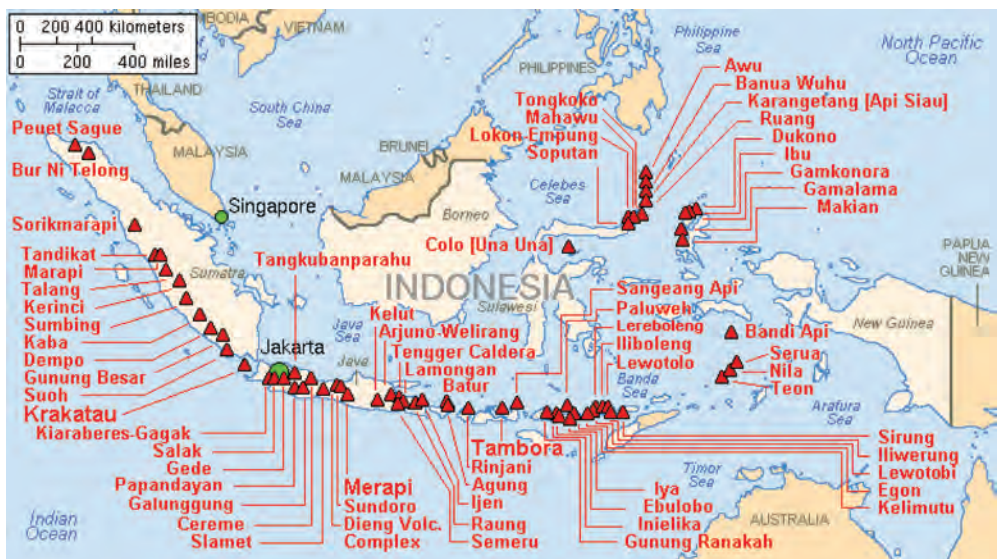 0 200 400 kilometers
0 200 400 miles
CAMBODIA
VIETNAM
THAILAND
Strait of
Malacca
South China
Sea
PHILIPPINES
Philippine
Sea
North Pacific
Ocean
MALAYSIA
BRUNEI
MALAYSIA
Celebes
Sea
Borneo
Singapore
Peuet Sague
Bur Ni Telong
Sorikmarapi
Tandikat
Marapi
Talang
Kerinci
Sumbing
Kaba
Dempo
Gunung Besar
Suoh
Krakatau
Kiaraberes-Gagak
Salak
Gede
Papandayan
Galunggung
Cereme
Slamet
Sumatra
Tangkubanparahu
INDONESIA
Jakarta
Java
Sea
Java
Kelut
Arjuno-Welirang
Tengger Caldera
Lamongan
Batur
Merapi
Sundoro
Dieng Volc.
Complex
Tambora
Rinjani
Agung
Ijen
Raung
Semeru
Tongkoko
Mahawu
Lokon-Empung
Soputan
Colo [Una Una]
Sulawesi
Awu
Banua Wuhu
Karangetang [Api Siau]
Ruang
Dukono
Ibu
Gamkonora
Gamalama
Makian
Sangeang Api
Paluweh
Lereboleng
Iliboleng
Lewotolo
Banda
Sea
Bandi Api
Serua
Nila
Teon
New Guinea
PAPUA
NEW
GUINEA
Arafura
Sea
Sirung
Iliwerung
Lewotobi
Egon
Kelimutu
Iya
Ebulobo
Inielika
Gunung Ranakah
Timor
Sea
AUSTRALIA
Indian
Ocean